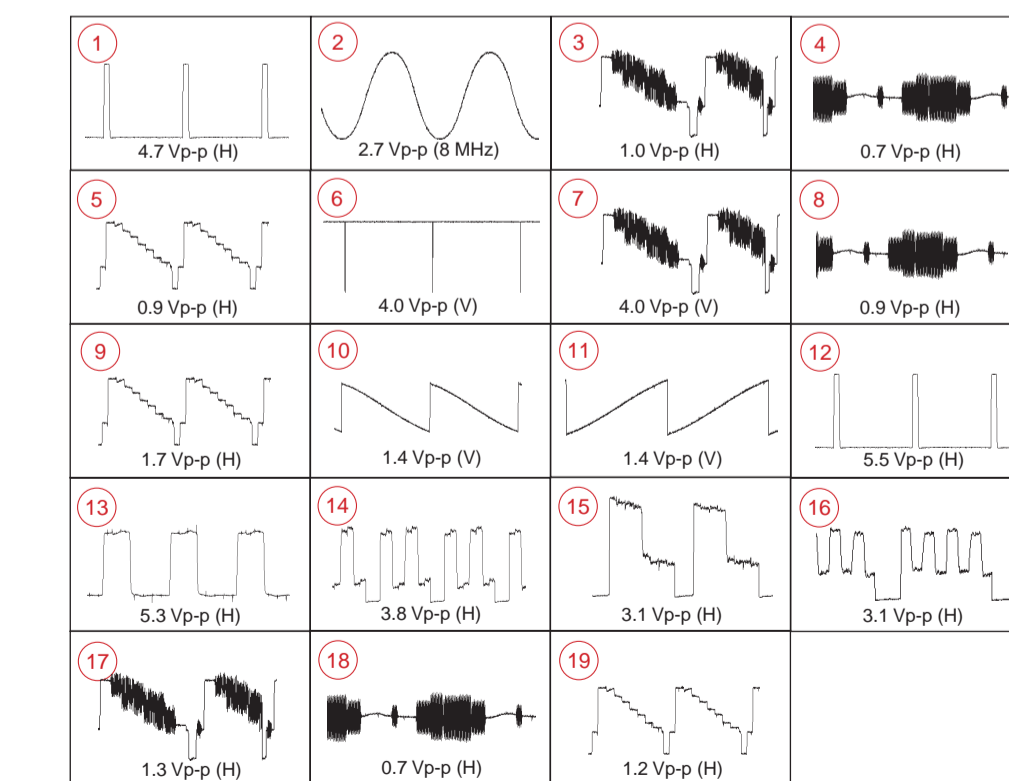 1 2 3 4
4.7 Vp-p (H) 2.7 Vp-p (8 MHz) 1.0 Vp-p (H) 0.7 Vp-p (H)
5 6 7 8
0.9 Vp-p (H) 4.0 Vp-p (V) 4.0 Vp-p (V) 0.9 Vp-p (H)
9 10 11 12
1.7 Vp-p (H) 1.4 Vp-p (V) 1.4 Vp-p (V) 5.5 Vp-p (H)
13 14 15 16
5.3 Vp-p (H) 3.8 Vp-p (H) 3.1 Vp-p (H) 3.1 Vp-p (H)
17 18 19
1.3 Vp-p (H) 0.7 Vp-p (H) 1.2 Vp-p (H)